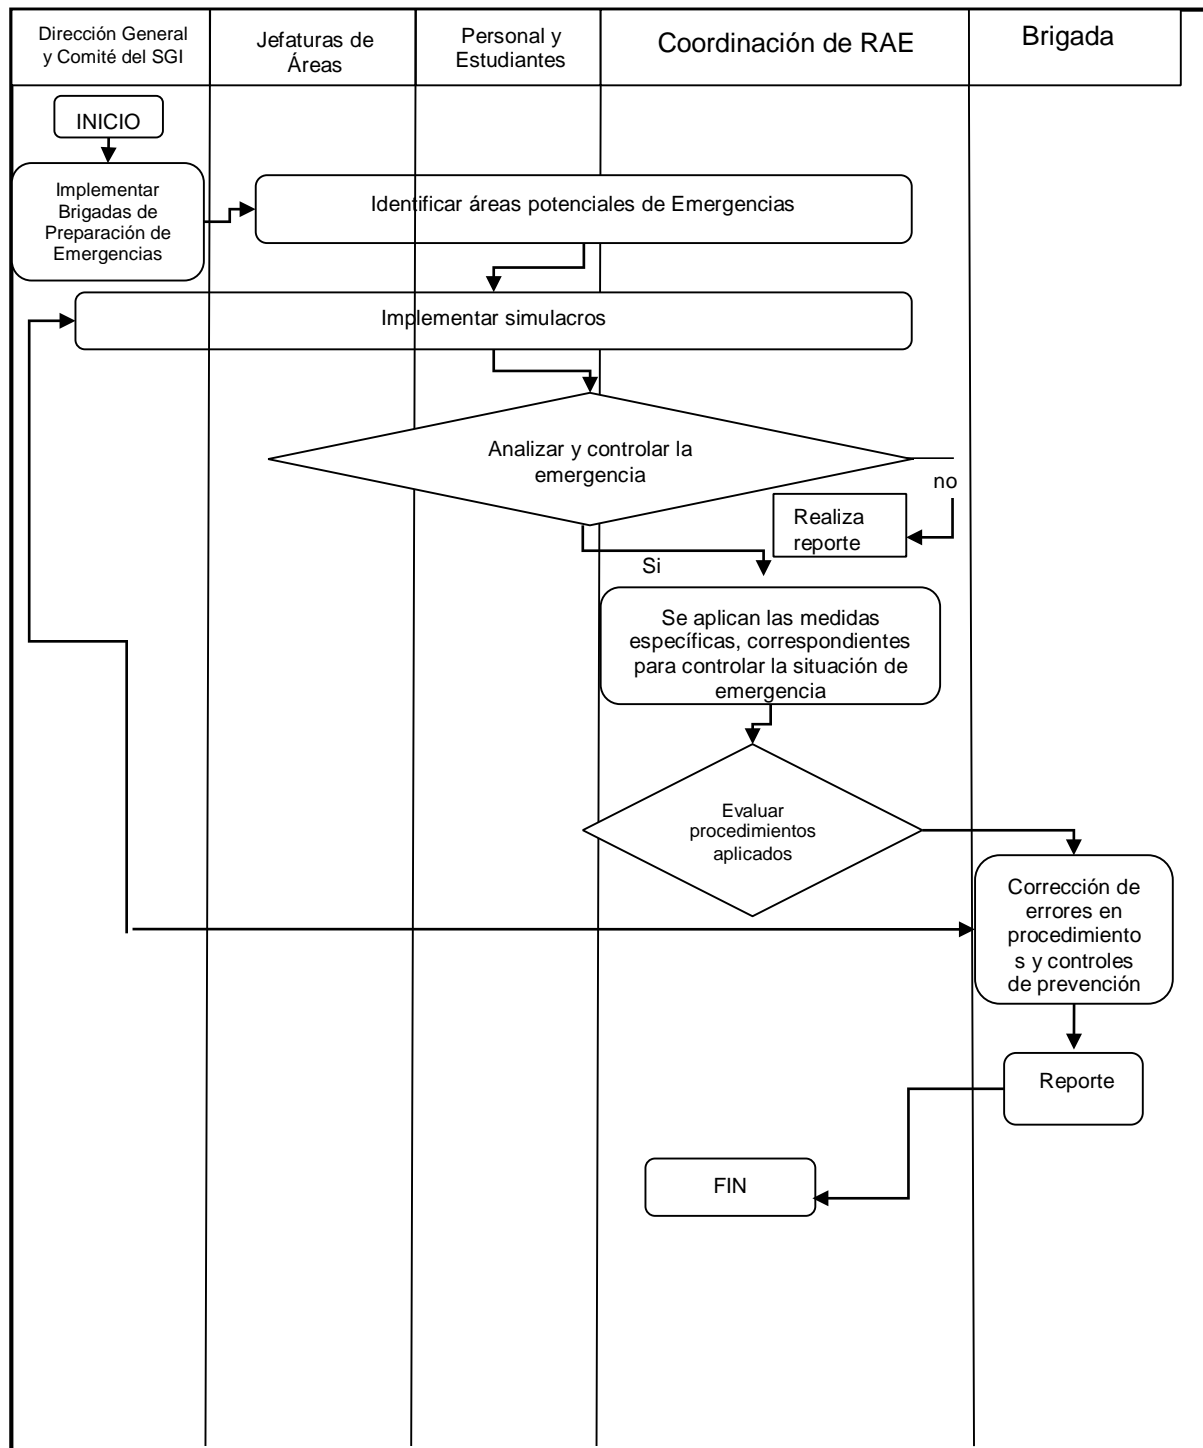 Dirección General
y Comité del SGI
Jefaturas de
Áreas
Personal y
Estudiantes
Coordinación de RAE
Brigada
INICIO
Implementar
Brigadas de
Preparación de
Emergencias
Identificar áreas potenciales de Emergencias
Implementar simulacros
Analizar y controlar la
emergencia
no
Realiza
reporte
Si
Se aplican las medidas
específicas, correspondientes
para controlar la situación de
emergencia
Evaluar
procedimientos
aplicados
Corrección de
errores en
procedimiento
s y controles
de prevención
Reporte
FIN